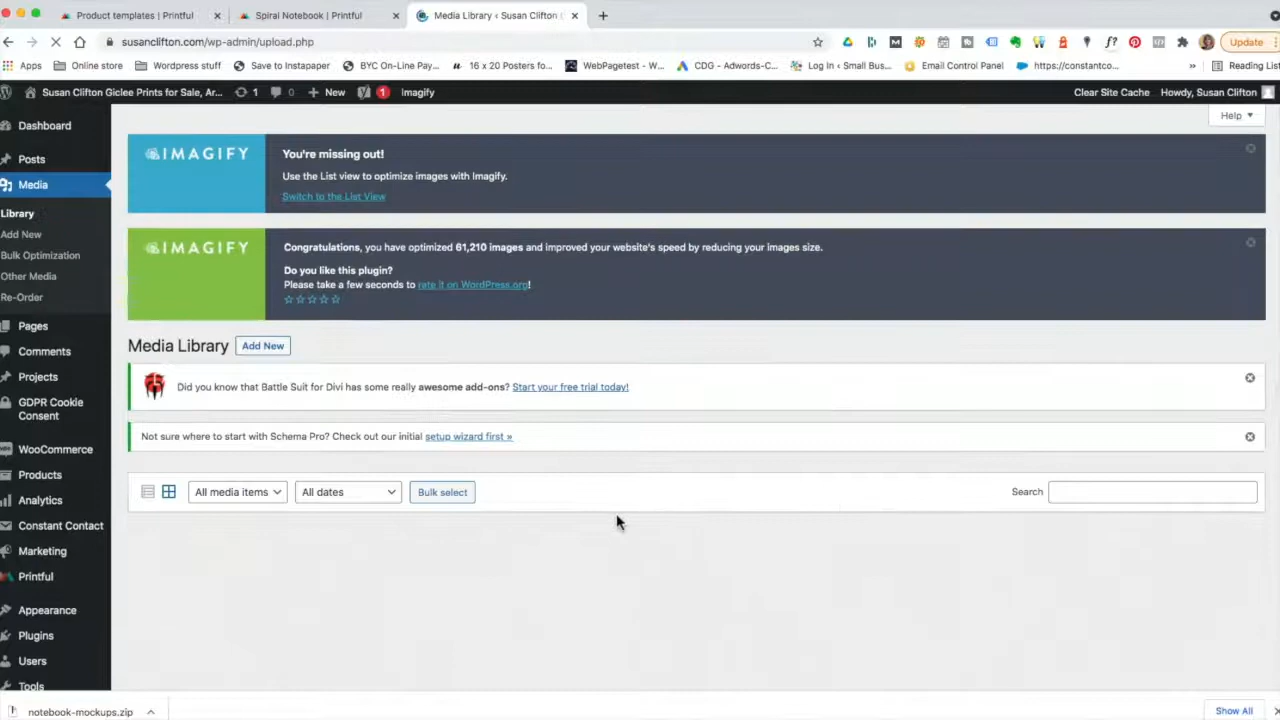 Product templates | Printful
Spiral Notebook | Printful
Media Library ‹ Susan Clifton (
susanclifton.com/wp-admin/upload.php
Update
Apps
Online store
Wordpress stuff
Save to Instapaper
BYC On-Line Pay...
16 x 20 Posters fo...
WebPagetest - W...
CDG - Adwords-C...
Log In ‹ Small Bus...
Email Control Panel
https://constantco...
»
Reading List
Susan Clifton Giclee Prints for Sale, Ar...
1
0
New
1
Imagify
Clear Site Cache
Howdy, Susan Clifton
Help
Dashboard
Posts
Media
Library
Add New
Bulk Optimization
Other Media
Re-Order
Pages
Comments
Projects
GDPR Cookie
Consent
WooCommerce
Products
Analytics
Constant Contact
Marketing
Printful
Appearance
Plugins
Users
Tools
IMAGIFY
You're missing out!
Use the List view to optimize images with Imagify.
Switch to the List View
IMAGIFY
Congratulations, you have optimized 61,210 images and improved your website's speed by reducing your images size.
Do you like this plugin?
Please take a few seconds to rate it on WordPress.org!
Media Library
Add New
Did you know that Battle Suit for Divi has some really awesome add-ons? Start your free trial today!
Not sure where to start with Schema Pro? Check out our initial setup wizard first »
All media items
All dates
Bulk select
Search
notebook-mockups.zip
Show All